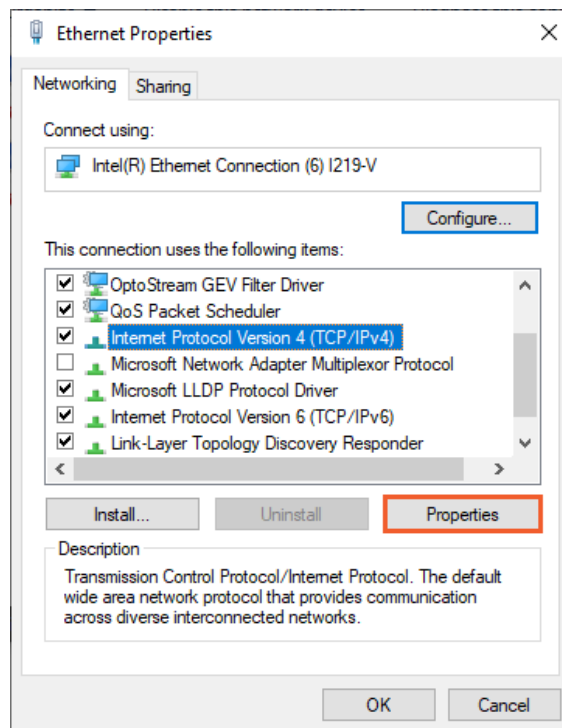 Ethernet Properties
Networking
Sharing
Connect using:
Intel(R) Ethernet Connection (6) I219-V
Configure...
This connection uses the following items:
OptoStream GEV Filter Driver
QoS Packet Scheduler
Internet Protocol Version 4 (TCP/IPv4)
Microsoft Network Adapter Multiplexor Protocol
Microsoft LLDP Protocol Driver
Internet Protocol Version 6 (TCP/IPv6)
Link-Layer Topology Discovery Responder
Install...
Uninstall
Properties
Description
Transmission Control Protocol/Internet Protocol. The default
wide area network protocol that provides communication
across diverse interconnected networks.
OK
Cancel